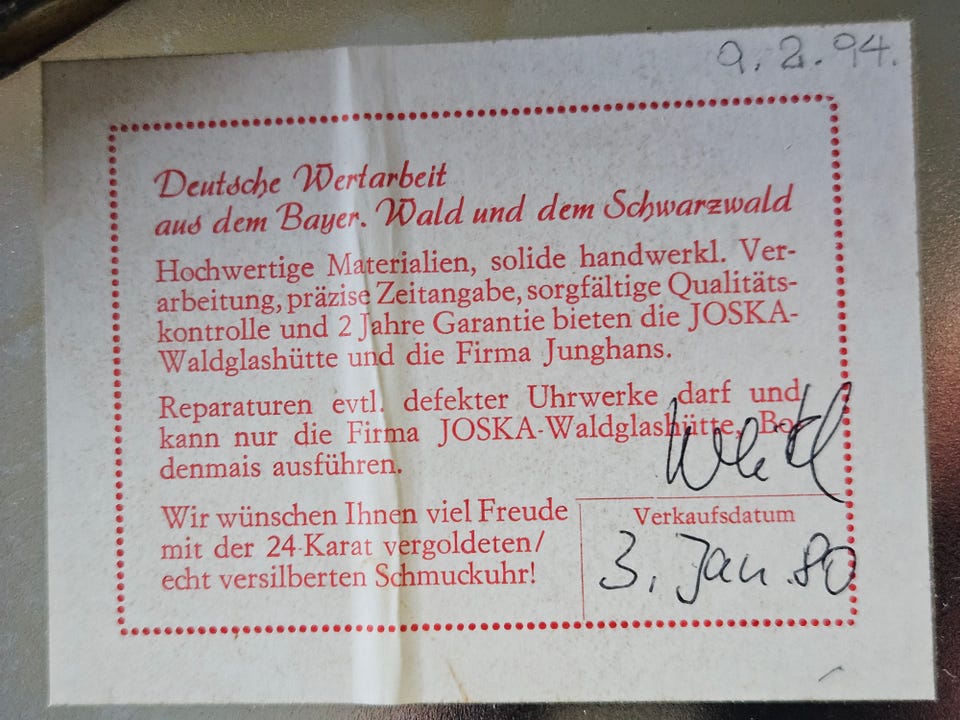 9. 2. 94.
Deutsche Wertarbeit
aus dem Bayer. Wald und dem Schwarzwald
Hochwertige Materialien, solide handwerkl. Ver-
arbeitung, präzise Zeitangabe, sorgfältige Qualitäts-
kontrolle und 2 Jahre Garantie bieten die JOSKA-
Waldglashütte und die Firma Junghans.
Reparaturen evtl. defekter Uhrwerke darf und
kann nur die Firma JOSKA-Waldglashütte, Bo-
denmais ausführen.
Wir wünschen Ihnen viel Freude
mit der 24-Karat vergoldeten/
echt versilberten Schmuckuhr!
Verkaufsdatum
3. Jan. 80